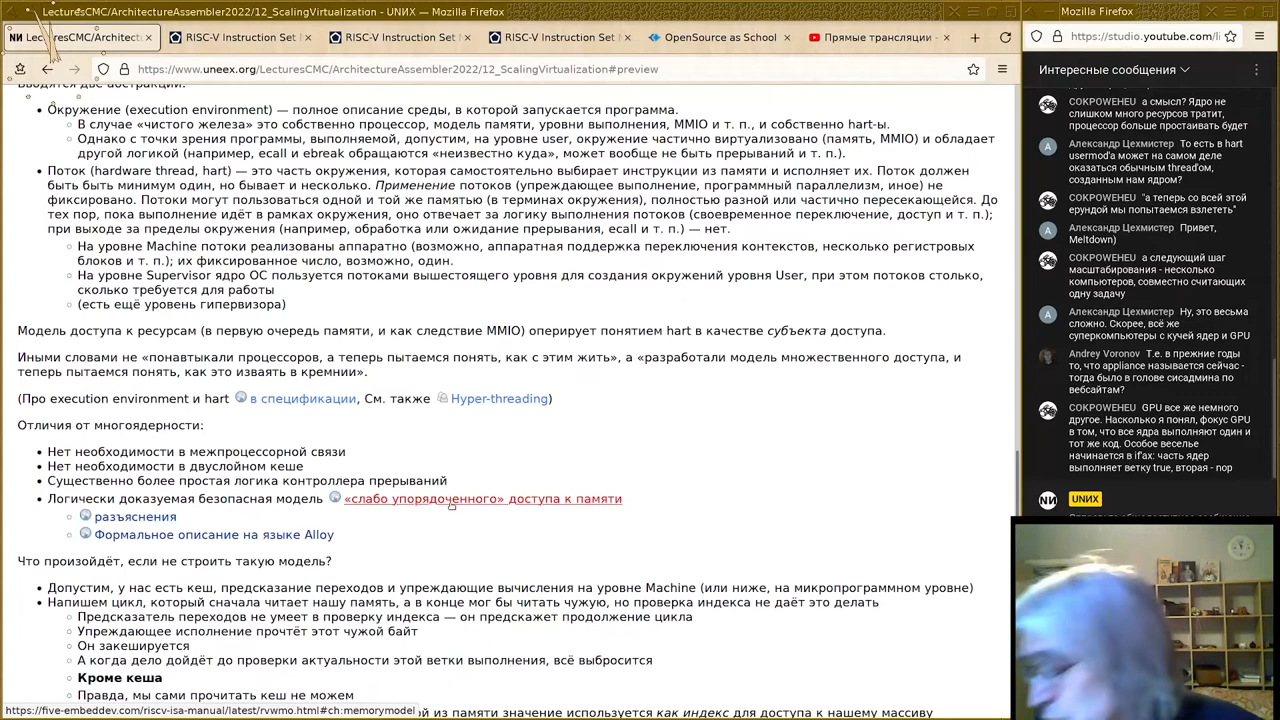 LecturesCMC/ArchitectureAssembler2022/12_ScalingVirtualization - UNИX — Mozilla Firefox
Mozilla Firefox
LecturesCMC/Architectu
RISC-V Instruction Set
RISC-V Instruction Set
RISC-V Instruction Set
OpenSource as School
Прямые трансляции -
https://www.uneex.org/LecturesCMC/ArchitectureAssembler2022/12_ScalingVirtualization#preview
https://studio.youtube.com/li
Вводятся две абстракции:
Окружение (execution environment) — полное описание среды, в которой запускается программа.
В случае «чистого железа» это собственно процессор, модель памяти, уровни выполнения, MMIO и т. п., и собственно hart-ы.
Однако с точки зрения программы, выполняемой, допустим, на уровне user, окружение частично виртуализовано (память, MMIO) и обладает
другой логикой (например, ecall и ebreak обращаются «неизвестно куда», может вообще не быть прерываний и т. п.).
Поток (hardware thread, hart) — это часть окружения, которая самостоятельно выбирает инструкции из памяти и исполняет их. Поток должен
быть быть минимум один, но бывает и несколько. Применение потоков (упреждающее выполнение, программный параллелизм, иное) не
фиксировано. Потоки могут пользоваться одной и той же памятью (в терминах окружения), полностью разной или частично пересекающейся. До
тех пор, пока выполнение идёт в рамках окружения, оно отвечает за логику выполнения потоков (своевременное переключение, доступ и т. п.);
при выходе за пределы окружения (например, обработка или ожидание прерывания, ecall и т. п.) — нет.
На уровне Machine потоки реализованы аппаратно (возможно, аппаратная поддержка переключения контекстов, несколько регистровых
блоков и т. п.); их фиксированное число, возможно, один.
На уровне Supervisor ядро ОС пользуется потоками вышестоящего уровня для создания окружений уровня User, при этом потоков столько,
сколько требуется для работы
(есть ещё уровень гипервизора)
Модель доступа к ресурсам (в первую очередь памяти, и как следствие MMIO) оперирует понятием hart в качестве субъекта доступа.
Иными словами не «понавтыкали процессоров, а теперь пытаемся понять, как с этим жить», а «разработали модель множественного доступа, и
теперь пытаемся понять, как это изваять в кремнии».
(Про execution environment и hart в спецификации, См. также Hyper-threading)
Отличия от многоядерности:
Нет необходимости в межпроцессорной связи
Нет необходимости в двуслойном кеше
Существенно более простая логика контроллера прерываний
Логически доказуемая безопасная модель «слабо упорядоченного» доступа к памяти
разъяснения
Формальное описание на языке Alloy
Что произойдёт, если не строить такую модель?
Допустим, у нас есть кеш, предсказание переходов и упреждающие вычисления на уровне Machine (или ниже, на микропрограммном уровне)
Напишем цикл, который сначала читает нашу память, а в конце мог бы читать чужую, но проверка индекса не даёт это делать
Предсказатель переходов не умеет в проверку индекса — он предскажет продолжение цикла
Упреждающее исполнение прочтёт этот чужой байт
Он закешируется
А когда дело дойдёт до проверки актуальности этой ветки выполнения, всё выбросится
Кроме кеша
Правда, мы сами прочитать кеш не можем
ой из памяти значение используется как индекс для доступа к нашему массиву
https://five-embeddev.com/riscv-isa-manual/latest/rvwmo.html#ch:memorymodel
Интересные сообщения
COKPOWEHEU а смысл? Ядро не
слишком много ресурсов тратит,
процессор больше простаивать будет
Александр Цехмистер То есть в hart
usermod'a может на самом деле
оказаться обычным thread'ом,
созданным нам ядром?
COKPOWEHEU "а теперь со всей этой
ерундой мы попытаемся взлететь"
Александр Цехмистер Привет,
Meltdown)
COKPOWEHEU а следующий шаг
масштабирования - несколько
компьютеров, совместно считающих
одну задачу
Александр Цехмистер Ну, это весьма
сложно. Скорее, всё же
суперкомпьютеры с кучей ядер и GPU
Andrey Voronov Т.е. в прежние годы
то, что appliance называется сейчас -
тогда было в голове сисадмина по
вебсайтам?
COKPOWEHEU GPU все же немного
другое. Насколько я понял, фокус GPU
в том, что все ядра выполняют один и
тот же код. Особое веселье
начинается в if'ах: часть ядер
выполняет ветку true, вторая - nop
UNИX